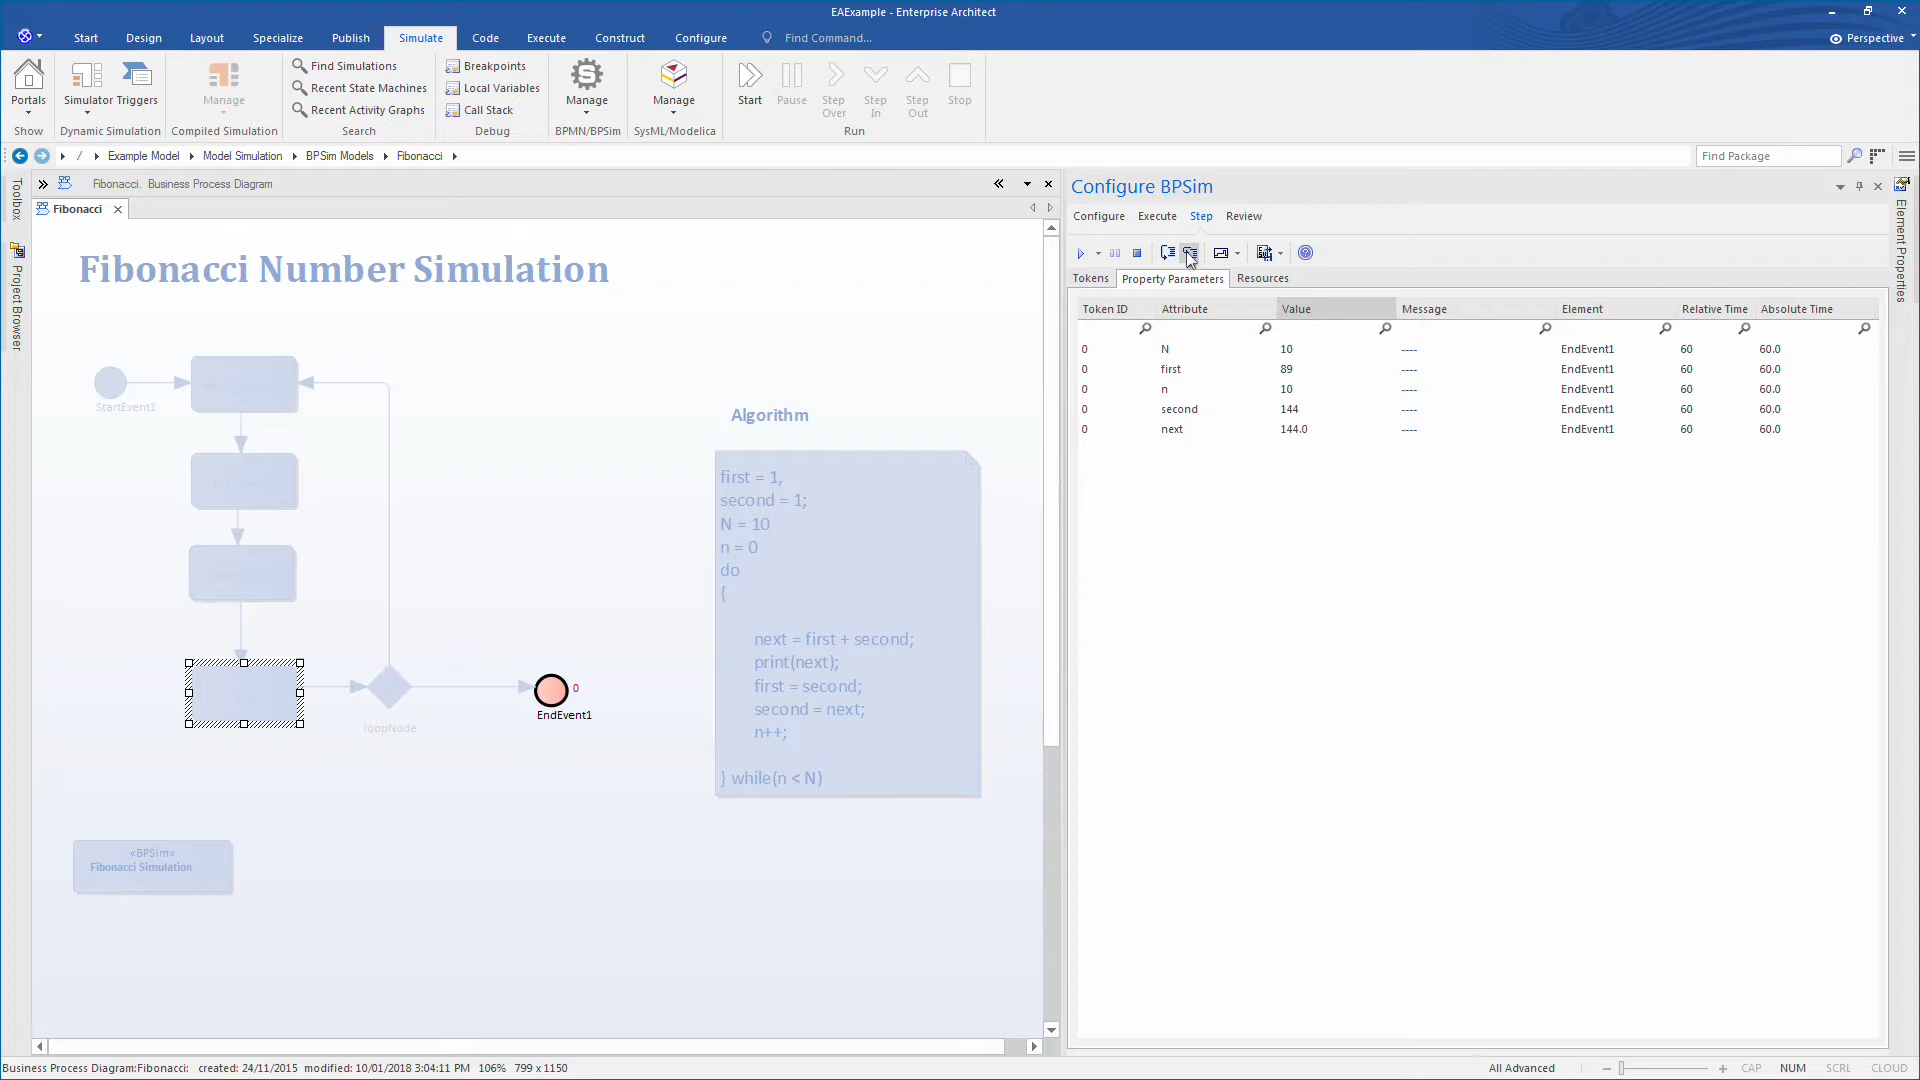 EAExample - Enterprise Architect
Start Design Layout Specialize Publish Simulate Code Execute Construct Configure Find Command... Perspective
Portals
Show
Simulator Triggers
Dynamic Simulation
Manage
Compiled Simulation
Find Simulations
Recent State Machines
Recent Activity Graphs
Search
Breakpoints
Local Variables
Call Stack
Debug
Manage
BPMN/BPSim
Manage
SysML/Modelica
Start Pause Step Over Step In Step Out Stop
Run
/ Example Model Model Simulation BPSim Models Fibonacci
Find Package
Toolbox
Project Browser
Fibonacci. Business Process Diagram
Fibonacci
Fibonacci Number Simulation
StartEvent1
loopNode
0
EndEvent1
«BPSim»
Fibonacci Simulation
Algorithm
first = 1,
second = 1;
N = 10
n = 0
do
{
next = first + second;
print(next);
first = second;
second = next;
n++;
} while(n < N)
Configure BPSim
Configure Execute Step Review
Tokens Property Parameters Resources
Token ID Attribute Value Message Element Relative Time Absolute Time
0 N 10 ---- EndEvent1 60 60.0
0 first 89 ---- EndEvent1 60 60.0
0 n 10 ---- EndEvent1 60 60.0
0 second 144 ---- EndEvent1 60 60.0
0 next 144.0 ---- EndEvent1 60 60.0
Element Properties
Business Process Diagram:Fibonacci: created: 24/11/2015 modified: 10/01/2018 3:04:11 PM 106% 799 x 1150
All Advanced CAP NUM SCRL CLOUD